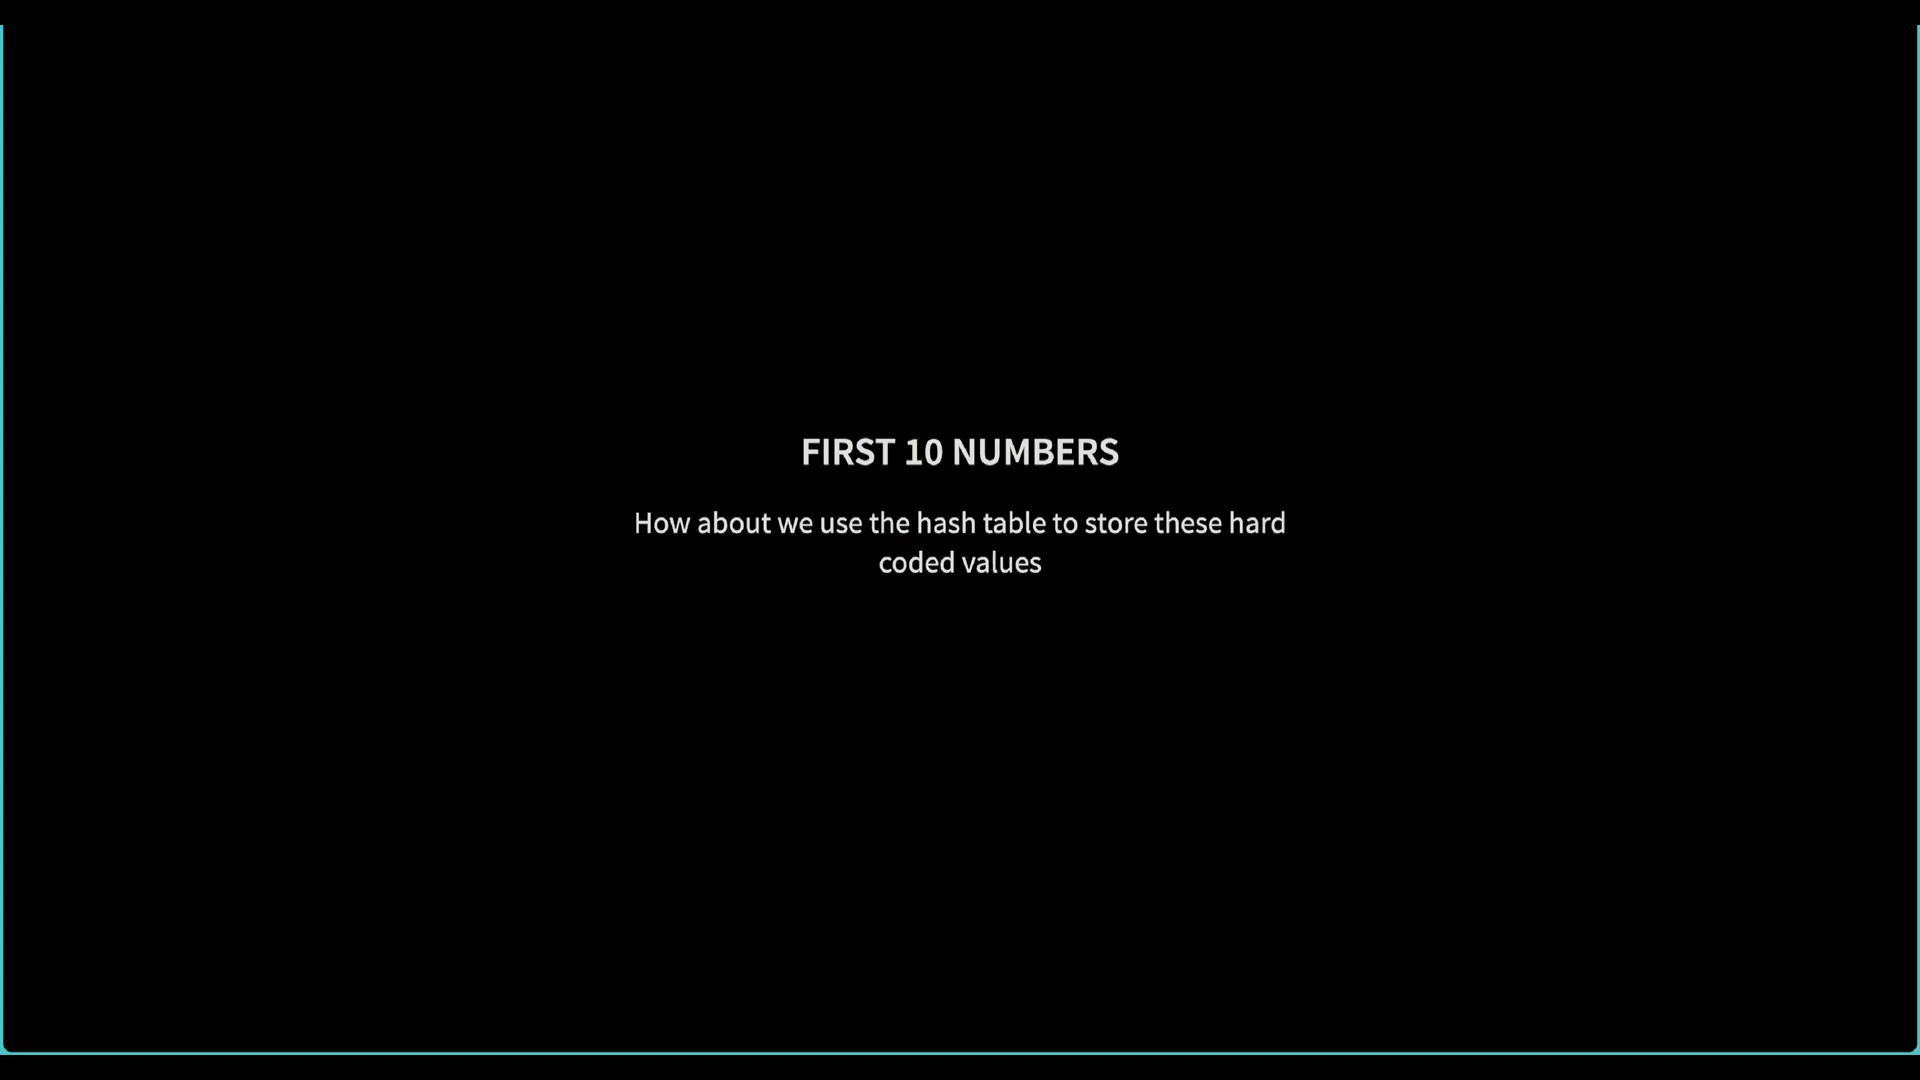 FIRST 10 NUMBERS
How about we use the hash table to store these hard
coded values